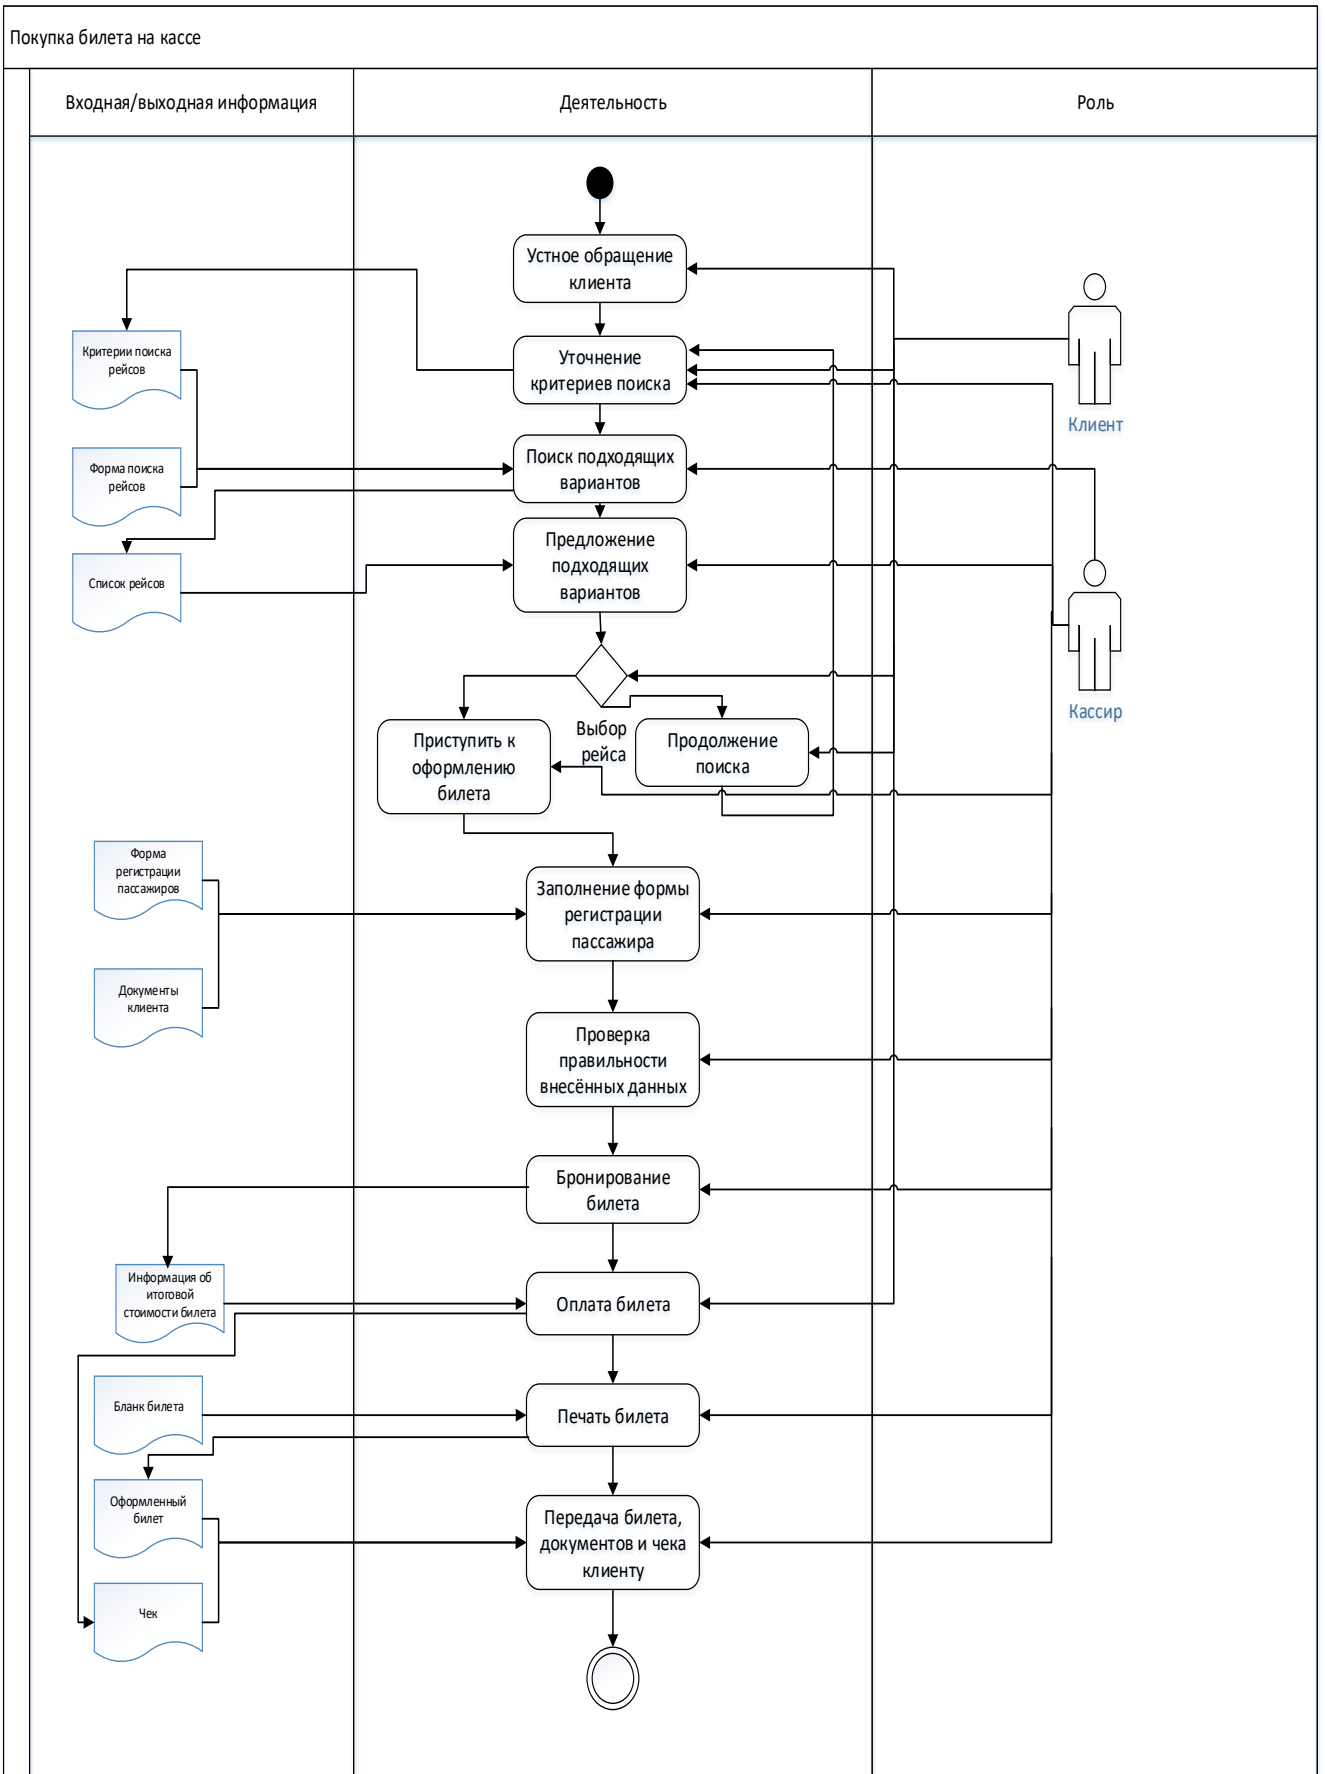 Покупка билета на кассе
Входная/выходная информация
Деятельность
Роль
Устное обращение
клиента
Критерии поиска
рейсов
Уточнение
критериев поиска
Клиент
Форма поиска
рейсов
Поиск подходящих
вариантов
Список рейсов
Предложение
подходящих
вариантов
Кассир
Выбор
рейса
Приступить к
оформлению
билета
Продолжение
поиска
Форма
регистрации
пассажиров
Заполнение формы
регистрации
пассажира
Документы
клиента
Проверка
правильности
внесённых данных
Бронирование
билета
Информация об
итоговой
стоимости билета
Оплата билета
Бланк билета
Печать билета
Оформленный
билет
Передача билета,
документов и чека
клиенту
Чек